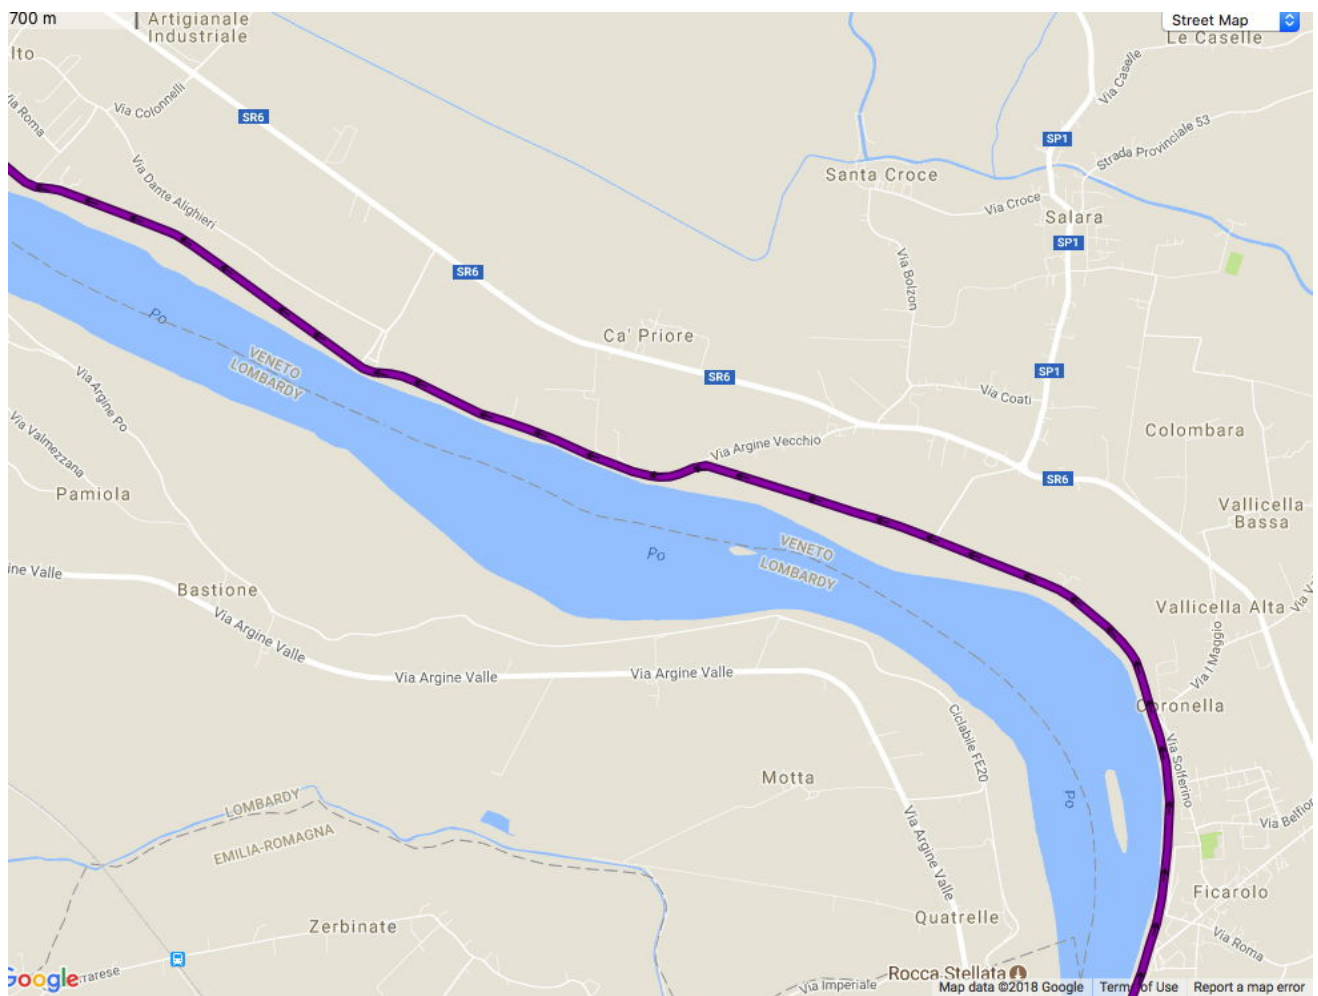 700 m
Artigianale
Industriale
Street Map
Le Caselle
lto
Via Roma
Via Colonnelli
SR6
Via Caselle
SP1
Strada Provinciale 53
Via Dante Alighieri
Santa Croce
Via Croce
Salara
SP1
Via Bolzon
SR6
Po
Ca' Priore
VENETO
LOMBARDY
SR6
SP1
Via Coati
Via Argine Po
Via Valmezzana
Via Argine Vecchio
Colombara
Pamiola
SR6
Vallicella
Bassa
Po
VENETO
LOMBARDY
ine Valle
Bastione
Via Argine Valle
Vallicella Alta
Via I Maggio
Via Argine Valle
Via Argine Valle
Coronella
Ciclabile FE20
Via Solferino
Motta
Po
LOMBARDY
EMILIA-ROMAGNA
Via Argine Valle
Via Belfior
Ficarolo
Quatrelle
Zerbinate
Via Roma
Google
rrarese
Rocca Stellata
Via Imperiale
Map data ©2018 Google
Term of Use
Report a map error